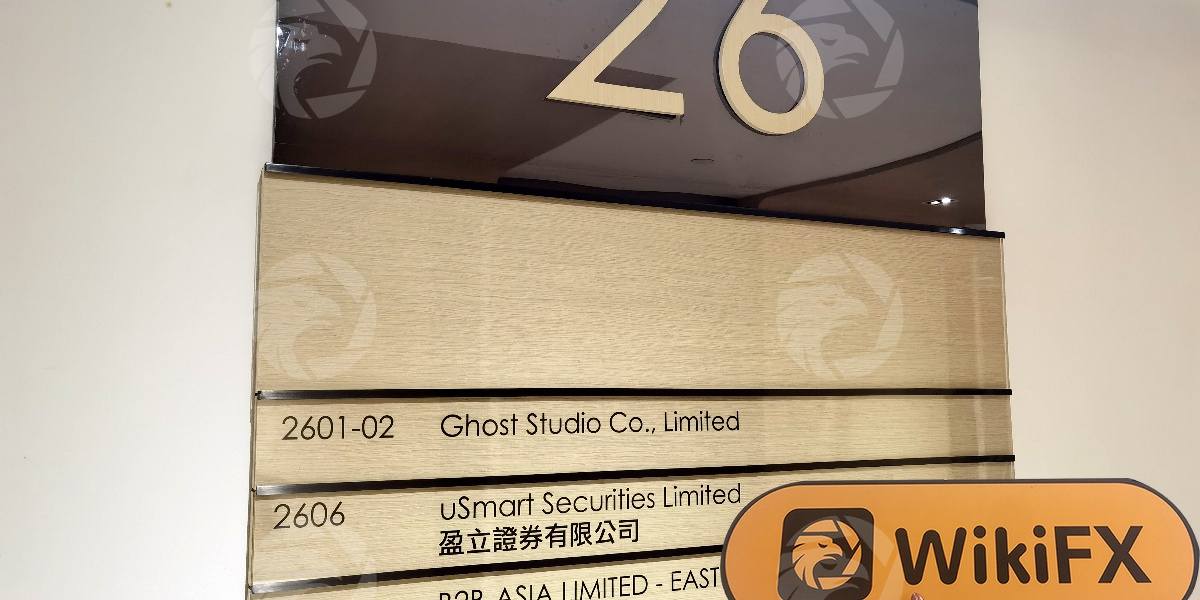 26
2601-02 Ghost Studio Co., Limited
2606 uSmart Securities Limited
盈立證券有限公司
ASIA LIMITED - EAST
WikiFX